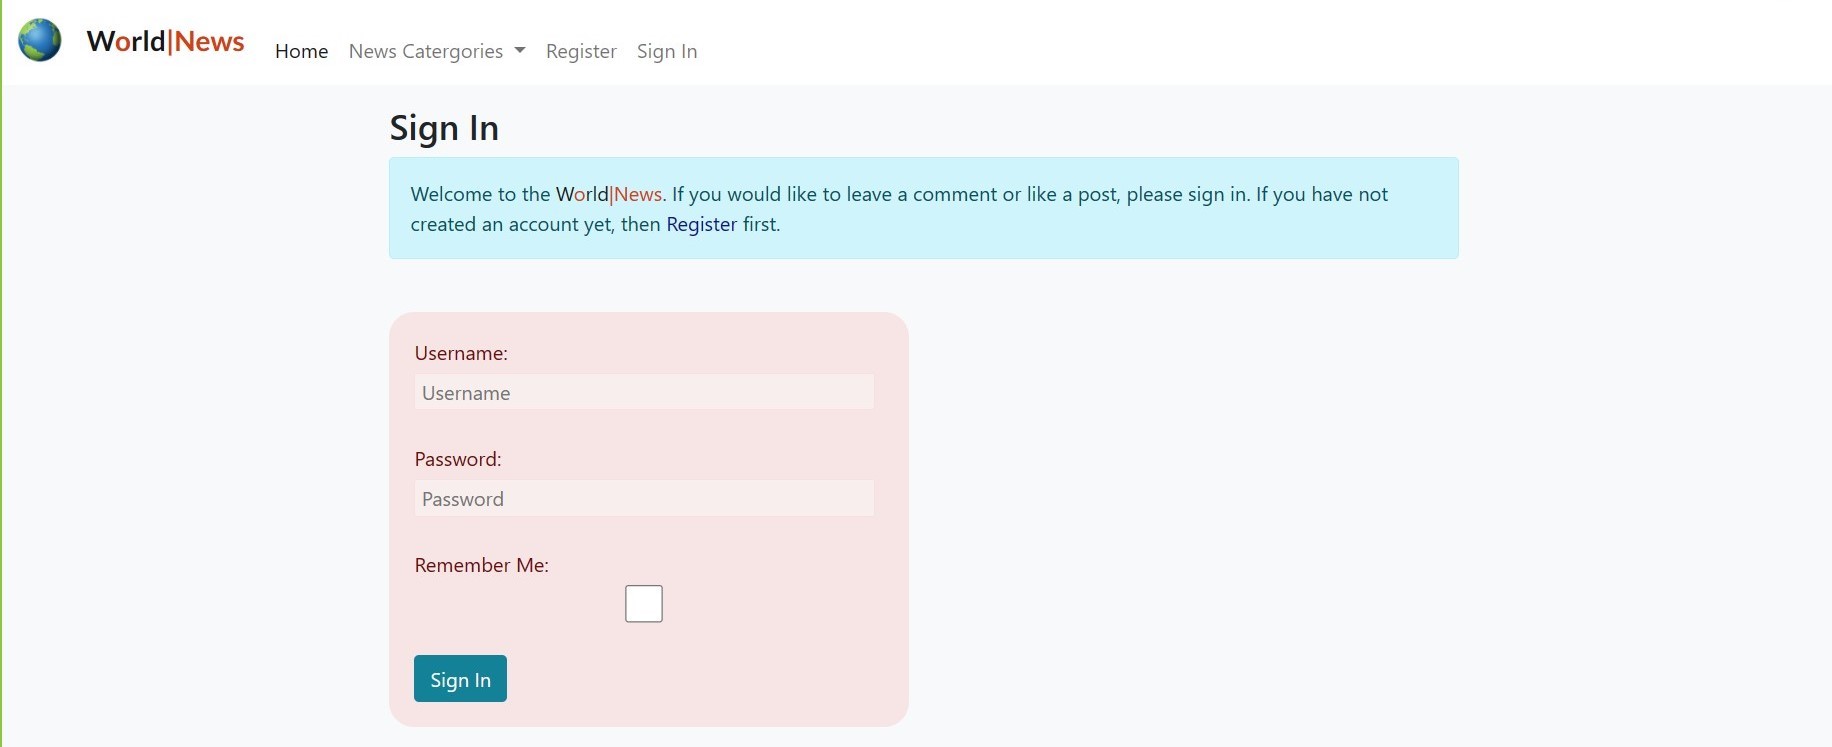 World|News
Home News Catergories Register Sign In
Sign In
Welcome to the World|News. If you would like to leave a comment or like a post, please sign in. If you have not
created an account yet, then Register first.
Username:
Username
Password:
Password
Remember Me:
Sign In